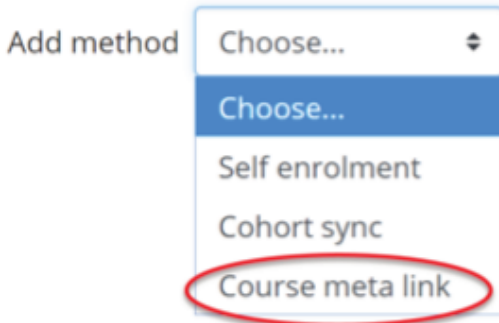 Add method Choose...
Choose...
Self enrolment
Cohort sync
Course meta link